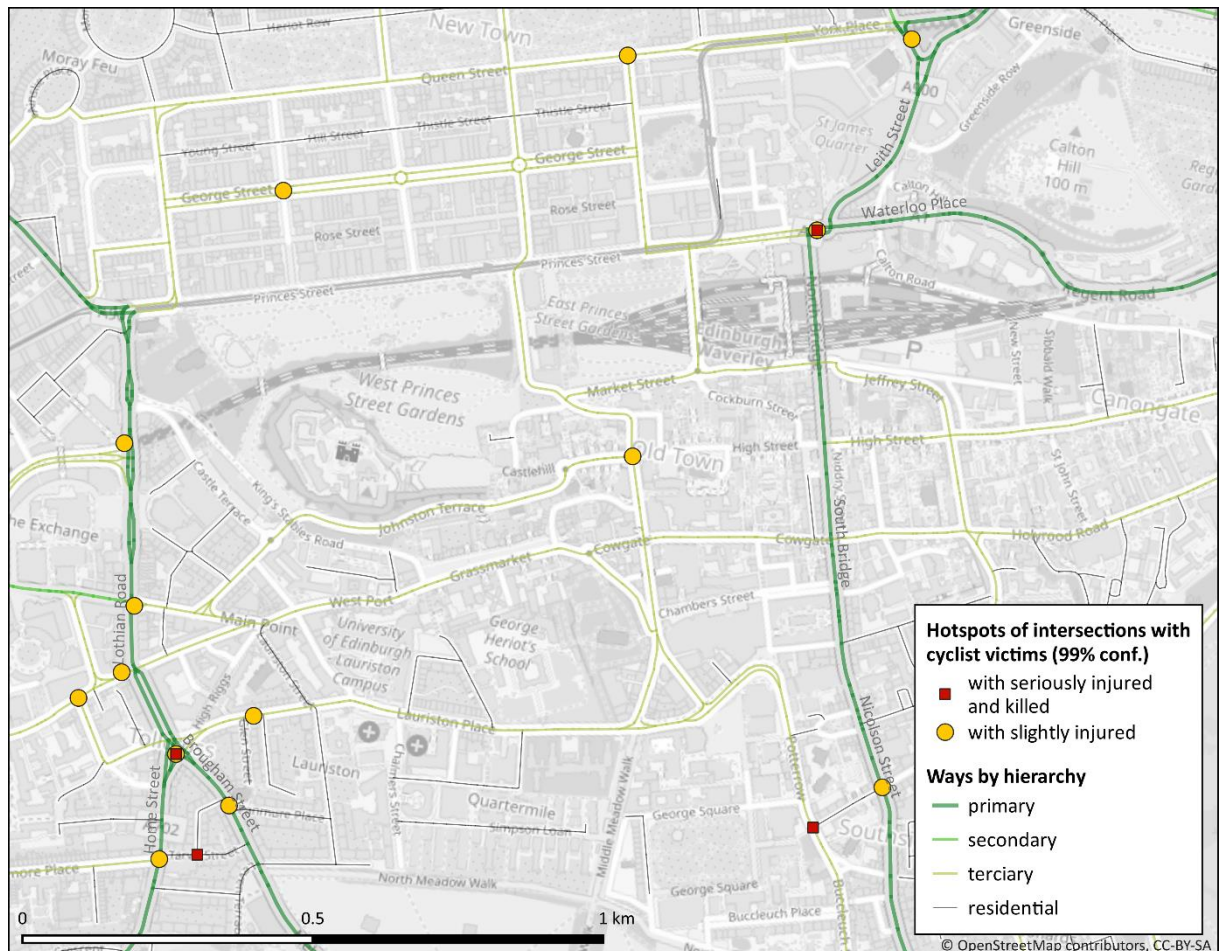 Heriot Row
New Town
York Place
Greenside
Moray Feu
Queen Street
A900
Greenside Row
Thistle Street
Thistle Street
Hill Street
Young Street
St James
Quarter
Leith Street
Calton
Hill
100 m
George Street
George Street
Rose Street
Rose Street
Waterloo Place
Princes Street
Princes Street
Calton Road
Regent Road
East Princes
Street Gardens
Edinburgh
Waverley
North Bridge
New Street
Sibbald Walk
P
West Princes
Street Gardens
Market Street
Jeffrey Street
Cockburn Street
Canongate
High Street
High Street
Old Town
Castlehill
Castle Terrace
King's Stables Road
Johnston Terrace
St John Street
The Exchange
South Bridge
Holyrood Road
Cowgate
Cowgate
Grassmarket
West Port
Chambers Street
Lothian Road
Main Point
University
of Edinburgh
Lauriston
Campus
George
Heriot's
School
Lauriston Street
High Riggs
Lauriston Place
Nicolson Street
Potterrow
Brougham Street
Home Street
Lauriston
Chalmers Street
Quartermile
Simpson Loan
Middle Meadow Walk
George Square
George Square
North Meadow Walk
Buccleuch Place
Hotspots of intersections with
cyclist victims (99% conf.)
with seriously injured
and killed
with slightly injured
Ways by hierarchy
primary
secondary
terciary
residential
0 0.5 1 km
© OpenStreetMap contributors, CC-BY-SA